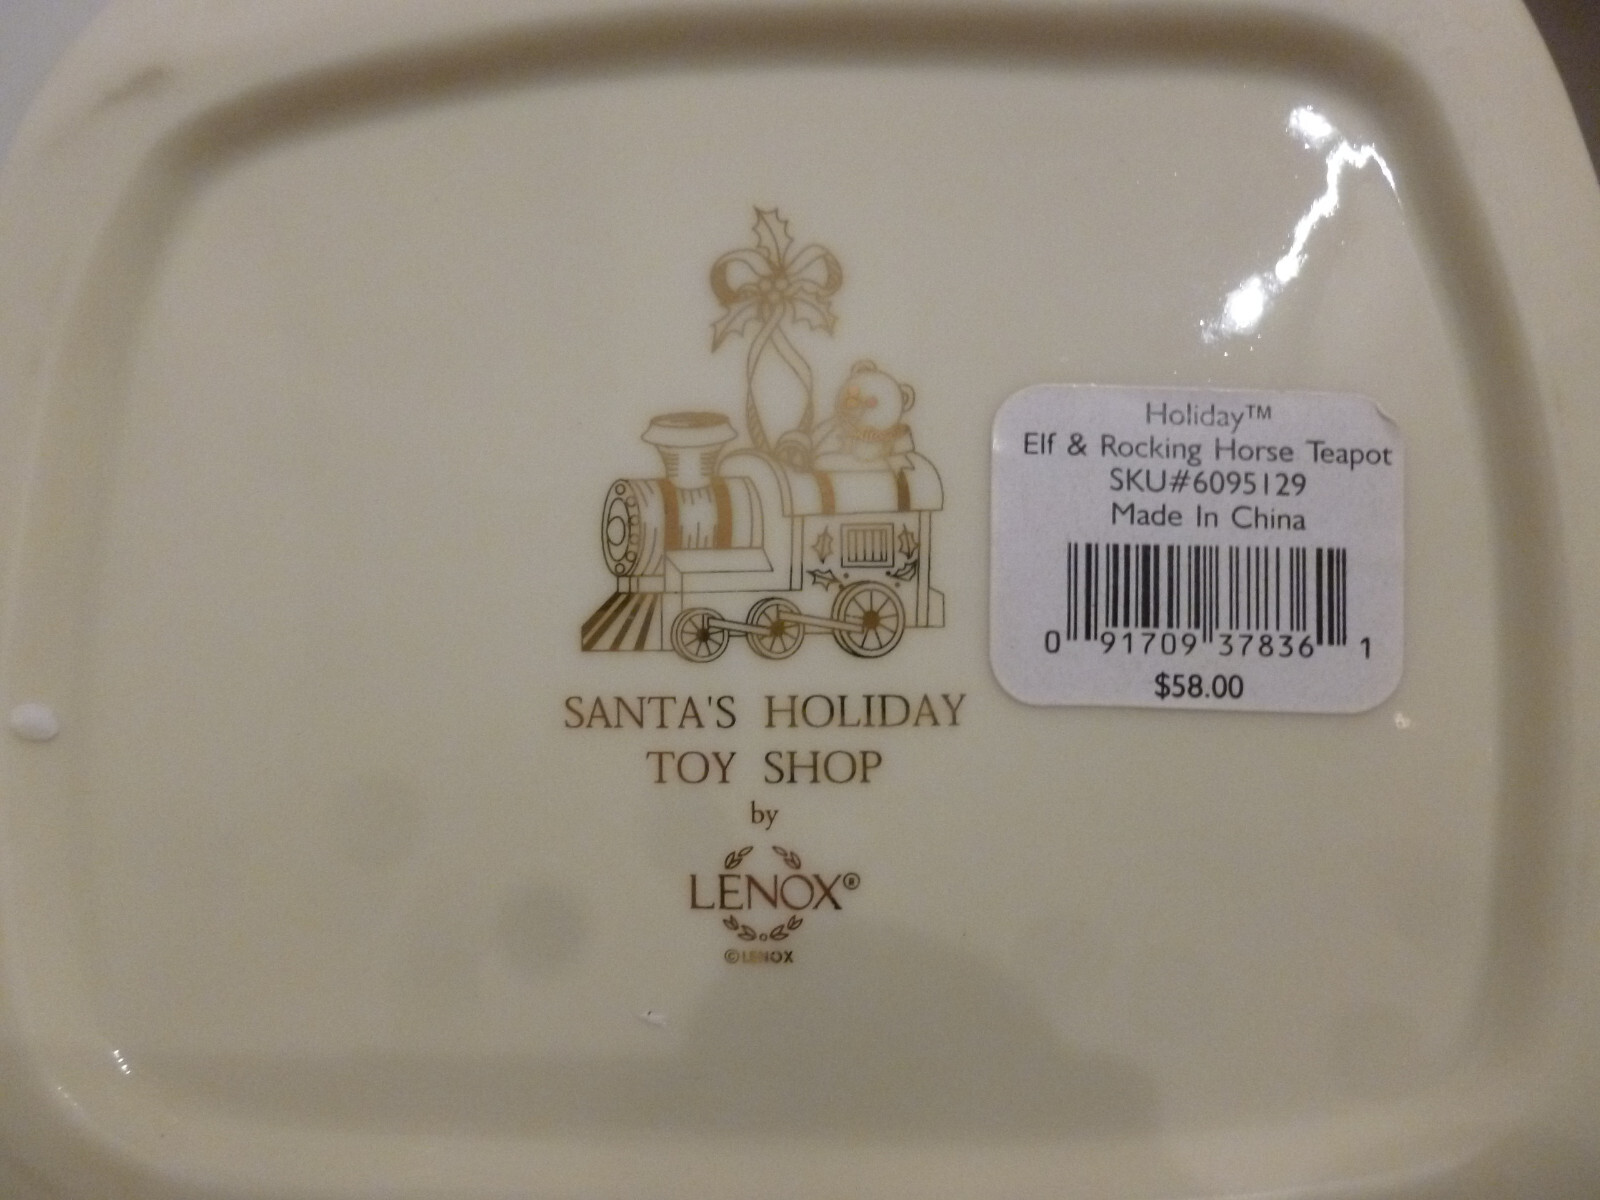 SANTA'S HOLIDAY
TOY SHOP
by
LENOX®
©LENOX
Holiday™
Elf & Rocking Horse Teapot
SKU#6095129
Made In China
0 91709 37836 1
$58.00